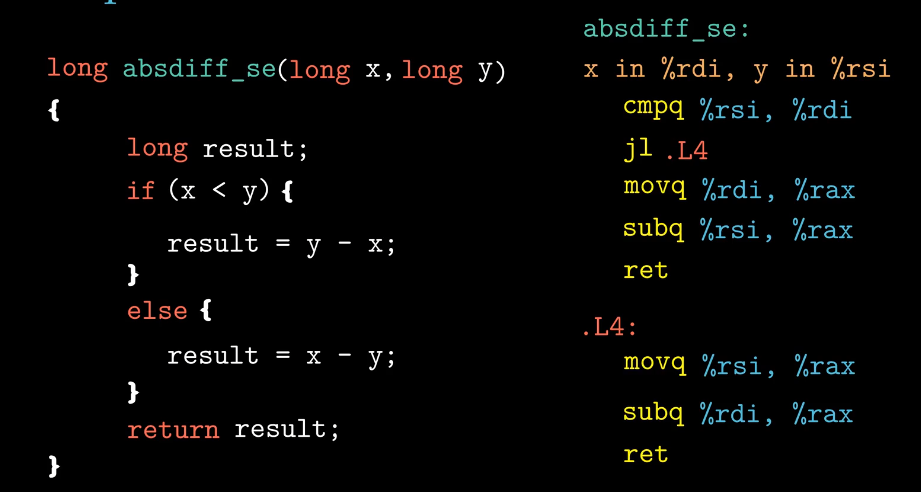 long absdiff_se(long x, long y)
{
long result;
if (x < y) {
result = y - x;
}
else {
result = x - y;
}
return result;
}
absdiff_se:
x in %rdi, y in %rsi
cmpq %rsi, %rdi
jl .L4
movq %rdi, %rax
subq %rsi, %rax
ret
.L4:
movq %rsi, %rax
subq %rdi, %rax
ret